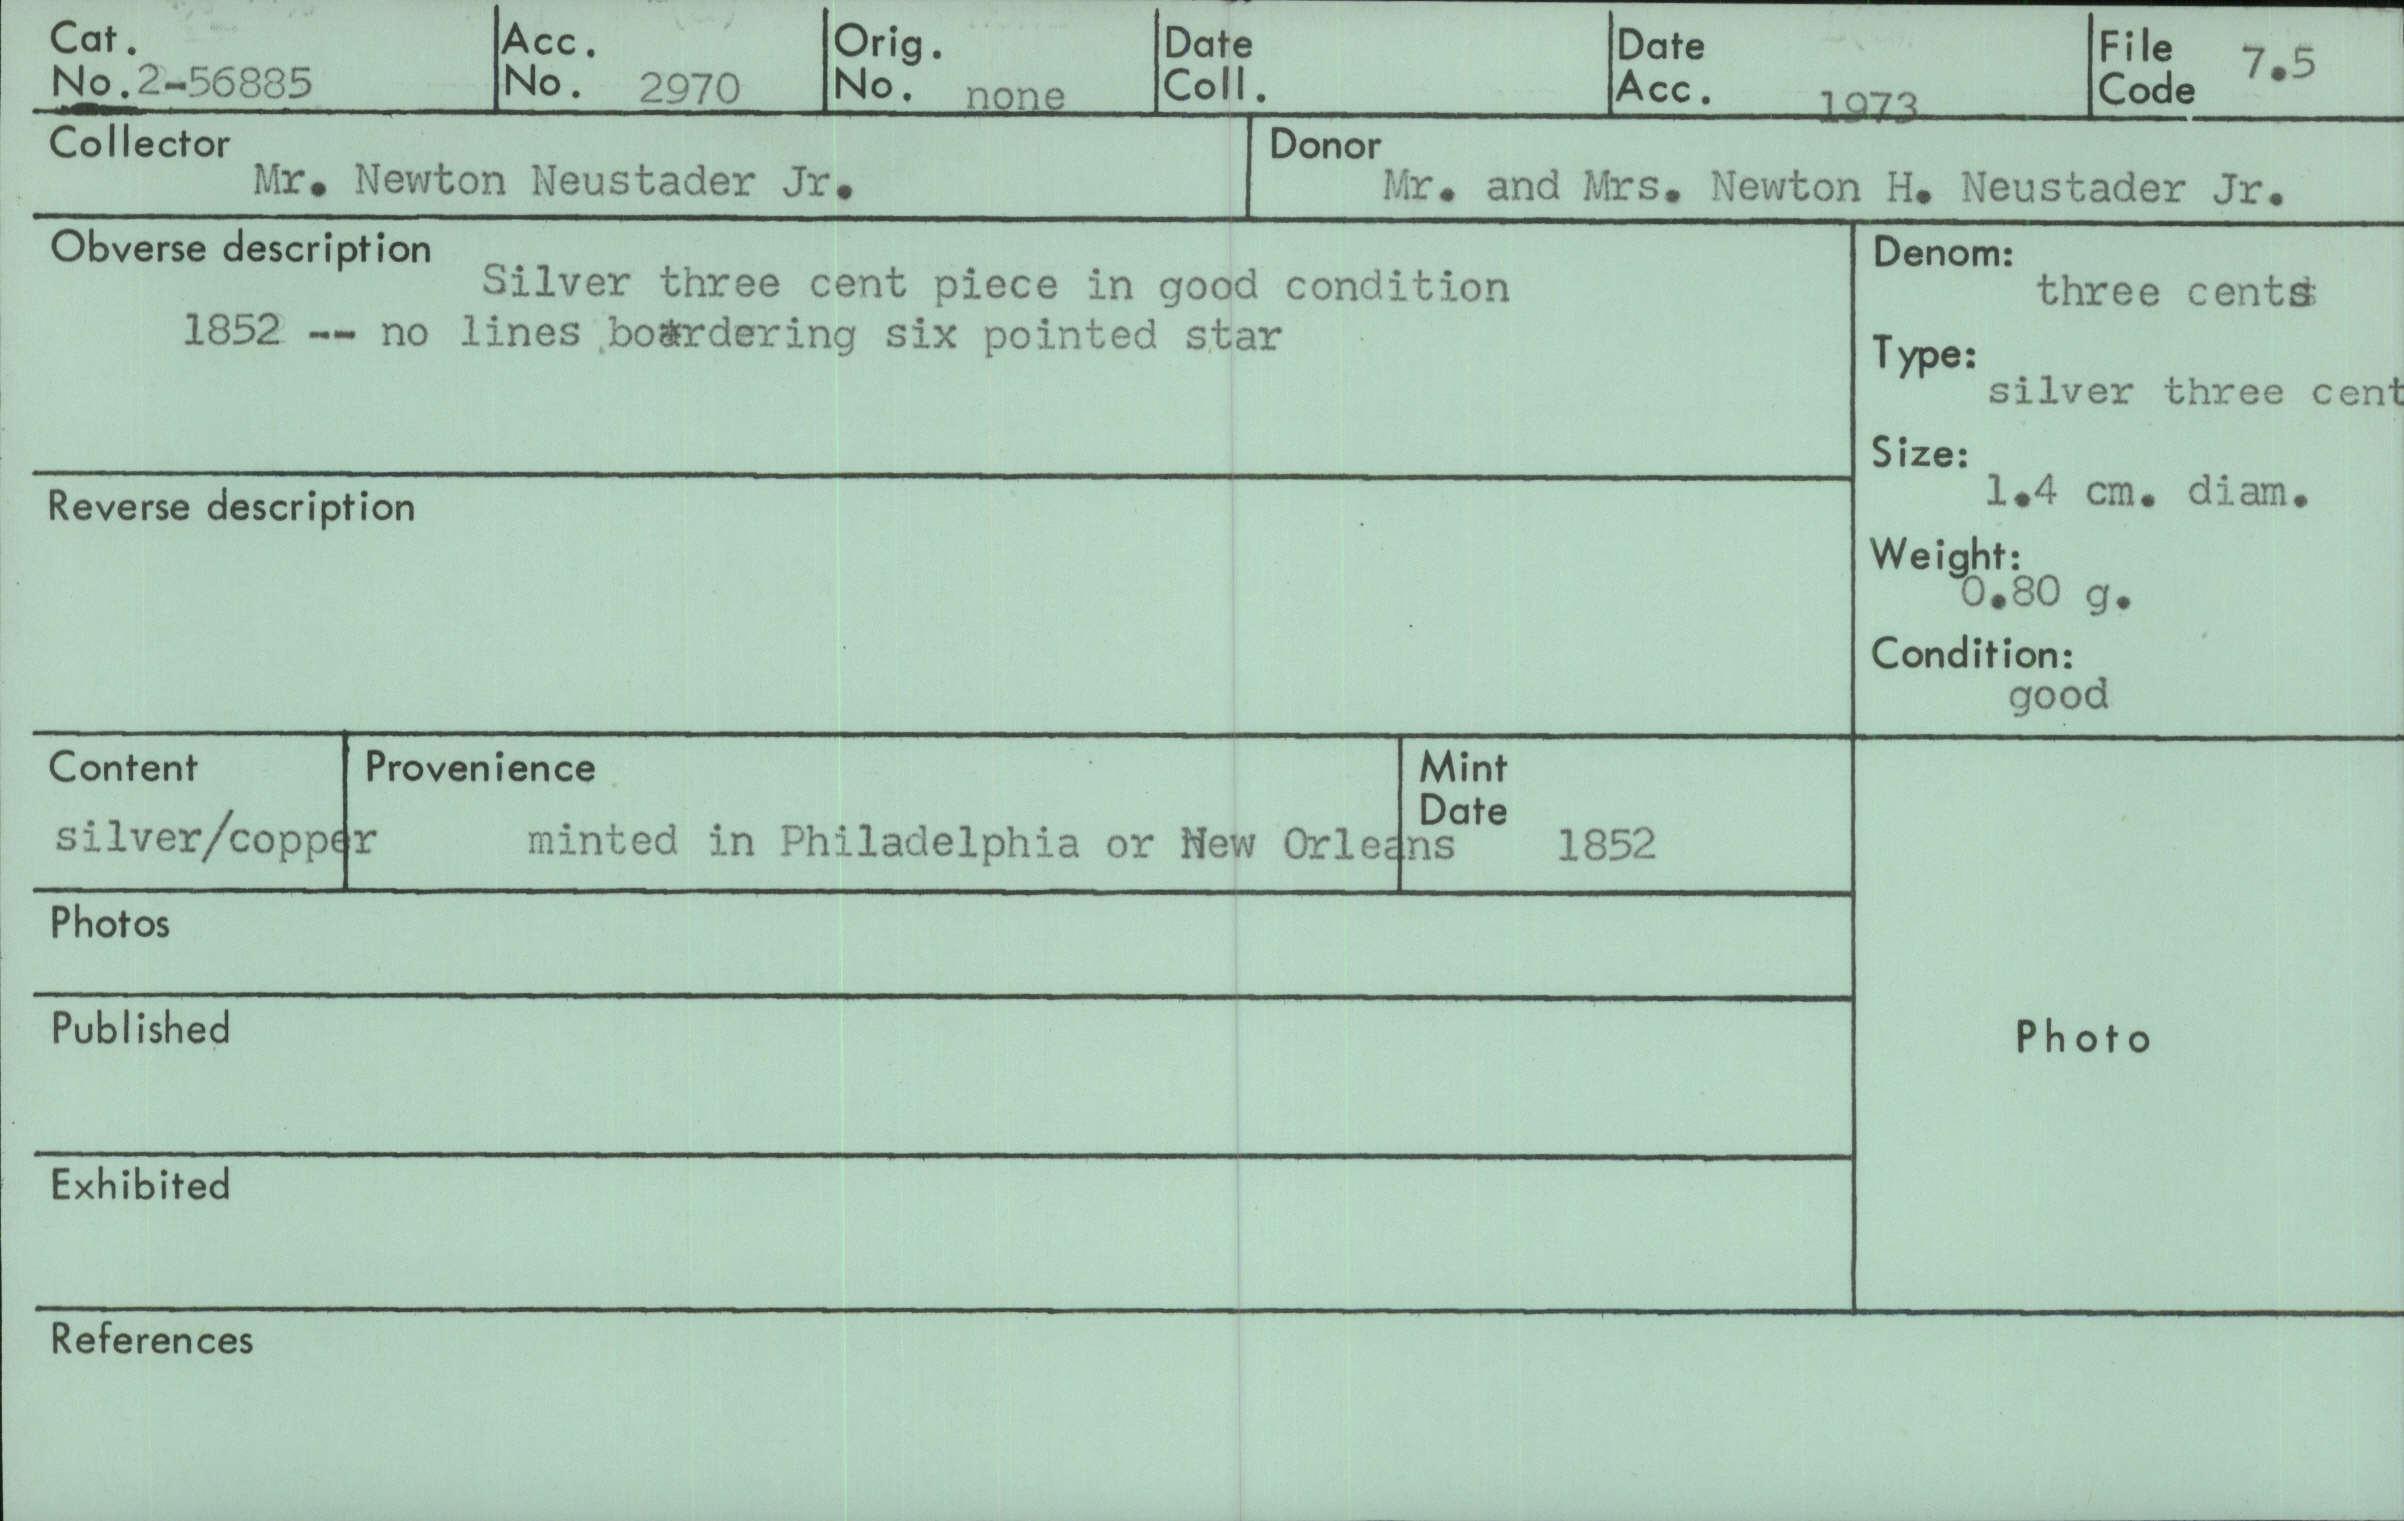 Cat. No. 2-56885
Acc. No. 2970
Orig. No. none
Date Coll.
Date Acc. 1973
File Code 7.5
Collector
Mr. Newton Neustader Jr.
Donor
Mr. and Mrs. Newton H. Neustader Jr.
Obverse description
Silver three cent piece in good condition
1852 -- no lines boardering six pointed star
Denom:
three cents
Type:
silver three cent
Size:
1.4 cm. diam.
Weight:
0.80 g.
Condition:
good
Reverse description
Content
silver/copper
Provenience
minted in Philadelphia or New Orleans
Mint
Date 1852
Photos
Published
Photo
Exhibited
References